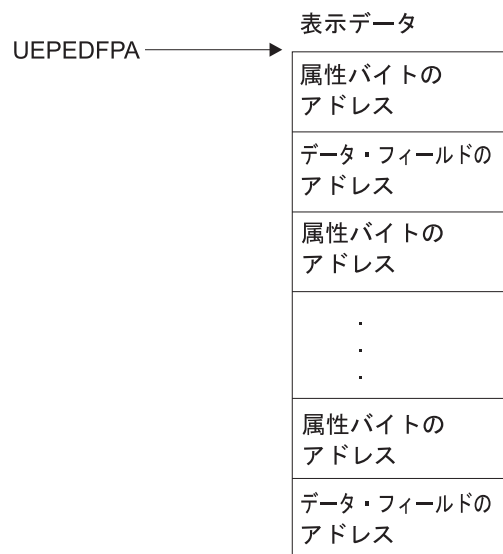 表示データ
UEPEDFPA
属性バイトの
アドレス
データ・フィールドの
アドレス
属性バイトの
アドレス
.
.
.
属性バイトの
アドレス
データ・フィールドの
アドレス